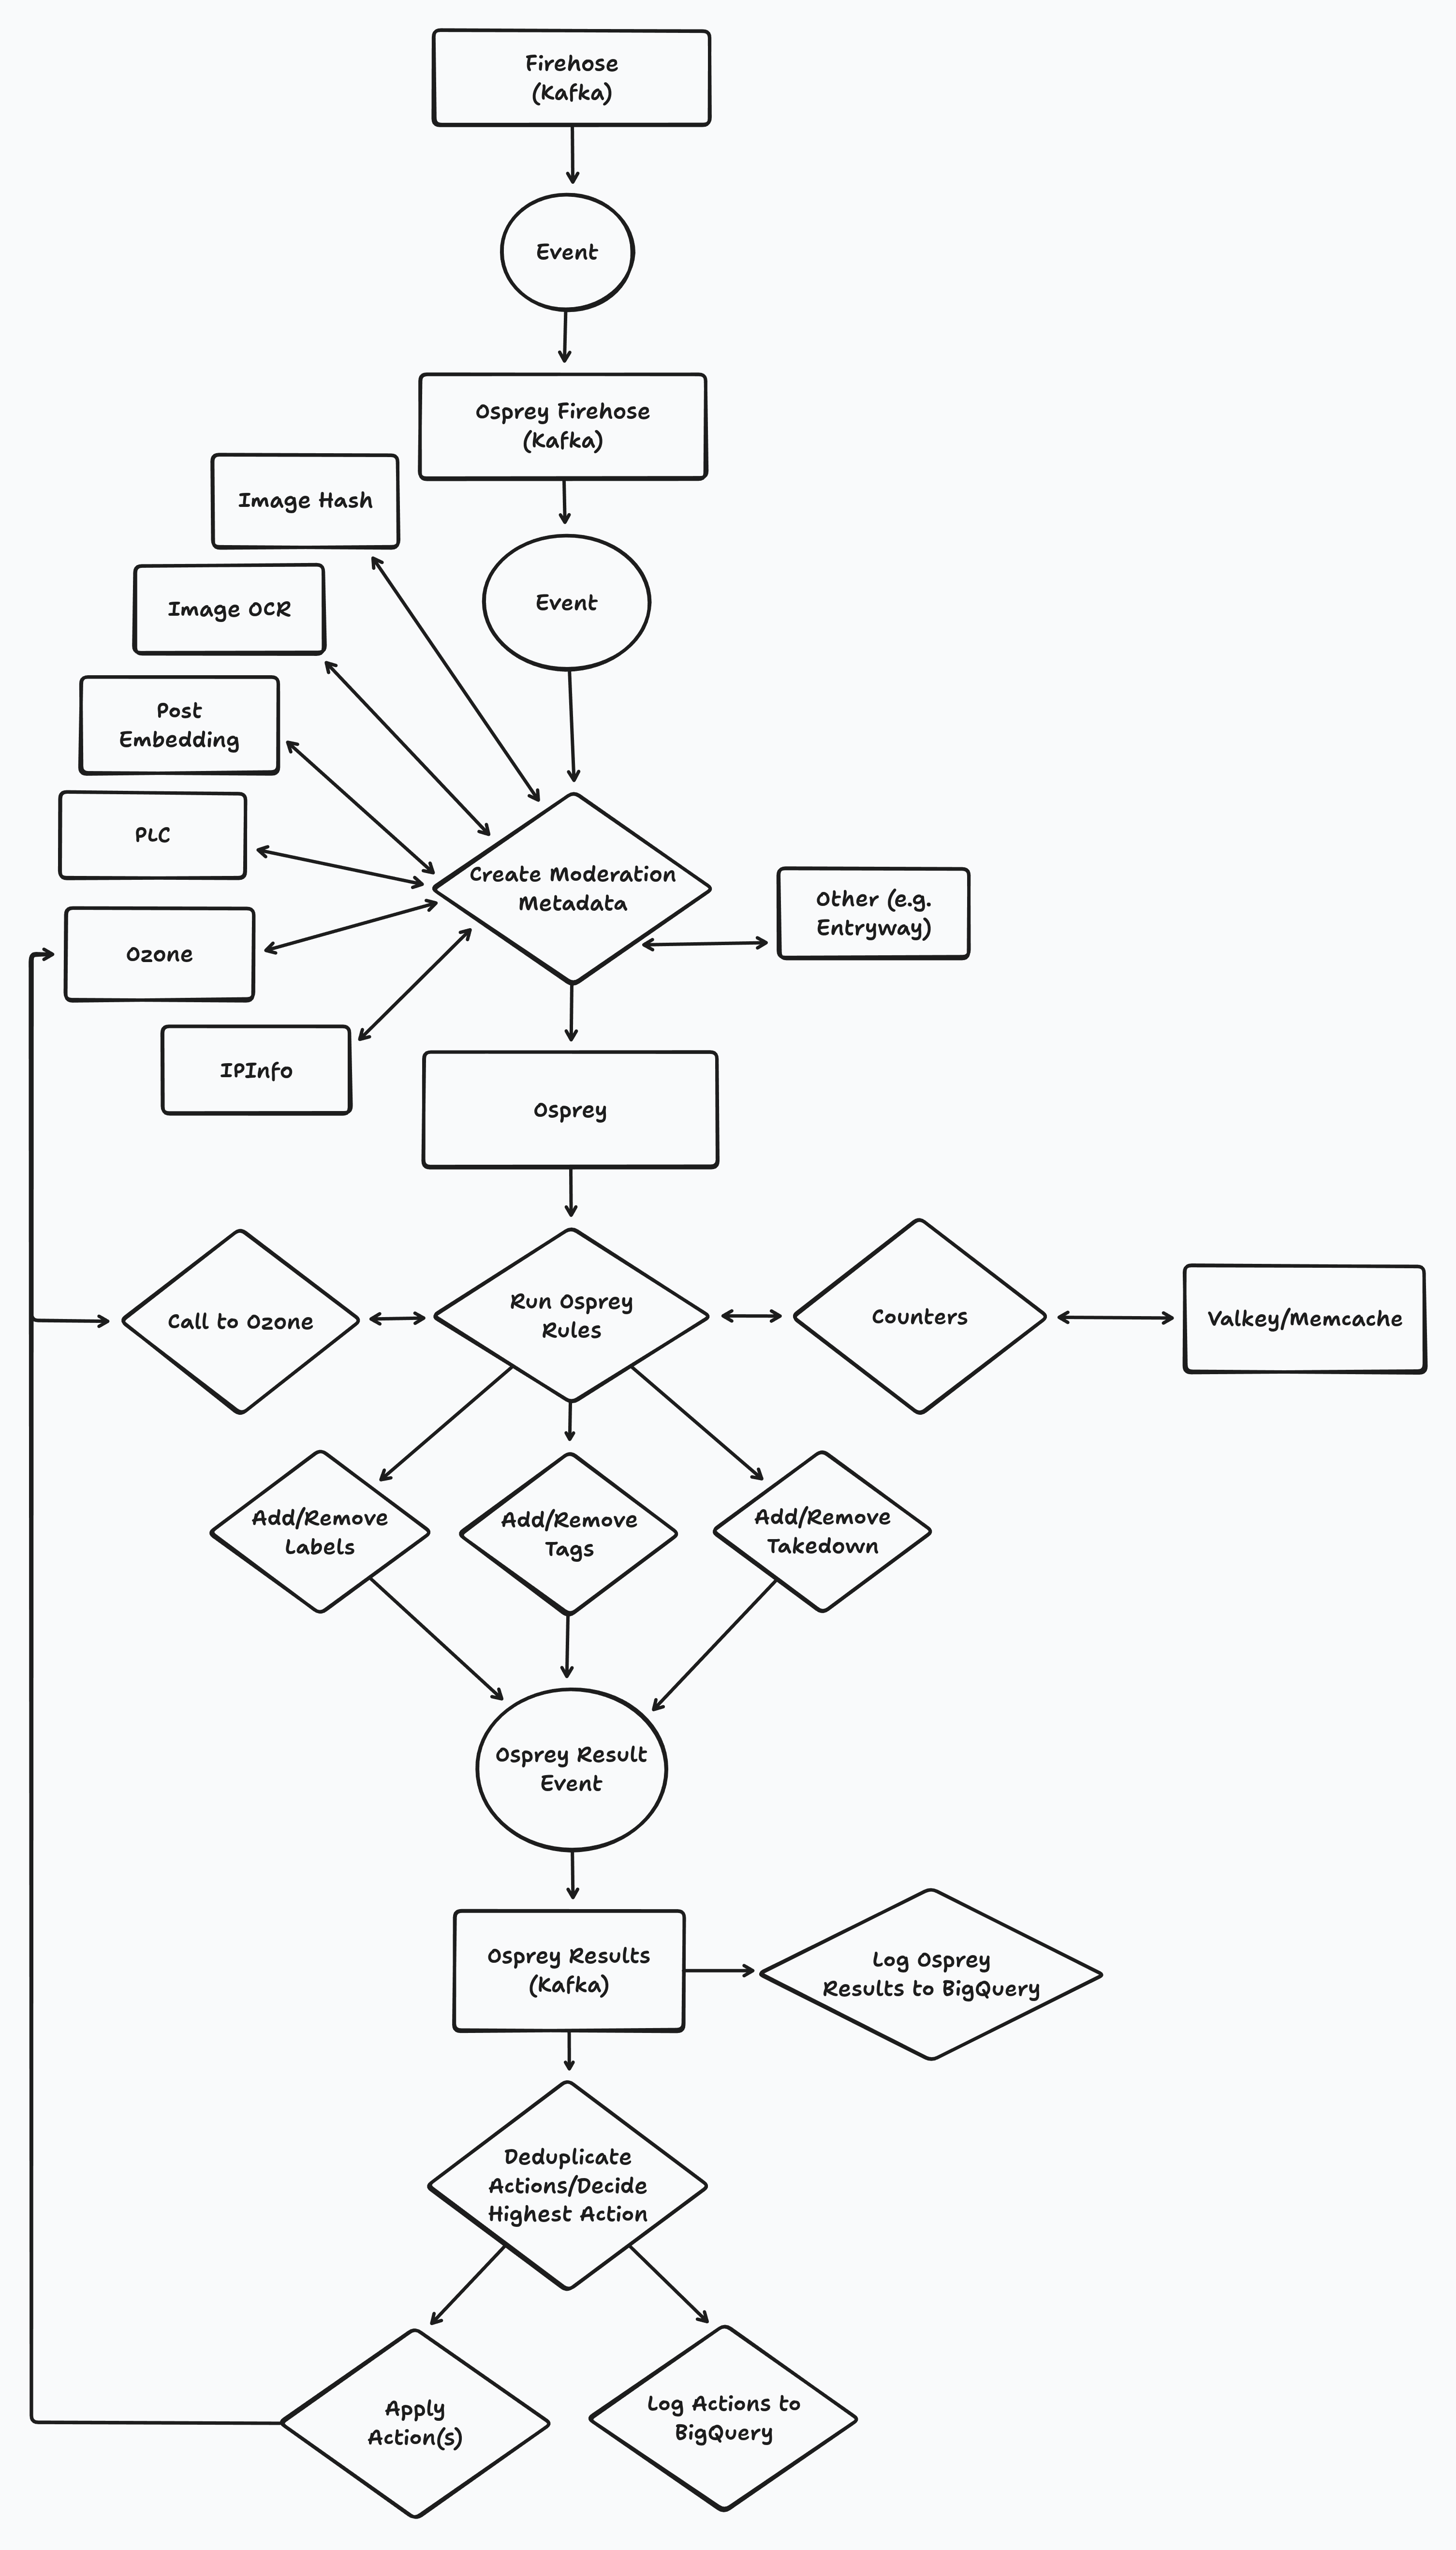 Firehose
(Kafka)
Event
Osprey Firehose
(Kafka)
Image Hash
Event
Image OCR
Post
Embedding
PLC
Create Moderation
Metadata
Other (e.g.
Entryway)
Ozone
IPInfo
Osprey
Call to Ozone
Run Osprey
Rules
Counters
Valkey/Memcache
Add/Remove
Labels
Add/Remove
Tags
Add/Remove
Takedown
Osprey Result
Event
Osprey Results
(Kafka)
Log Osprey
Results to BigQuery
Deduplicate
Actions/Decide
Highest Action
Apply
Action(s)
Log Actions to
BigQuery